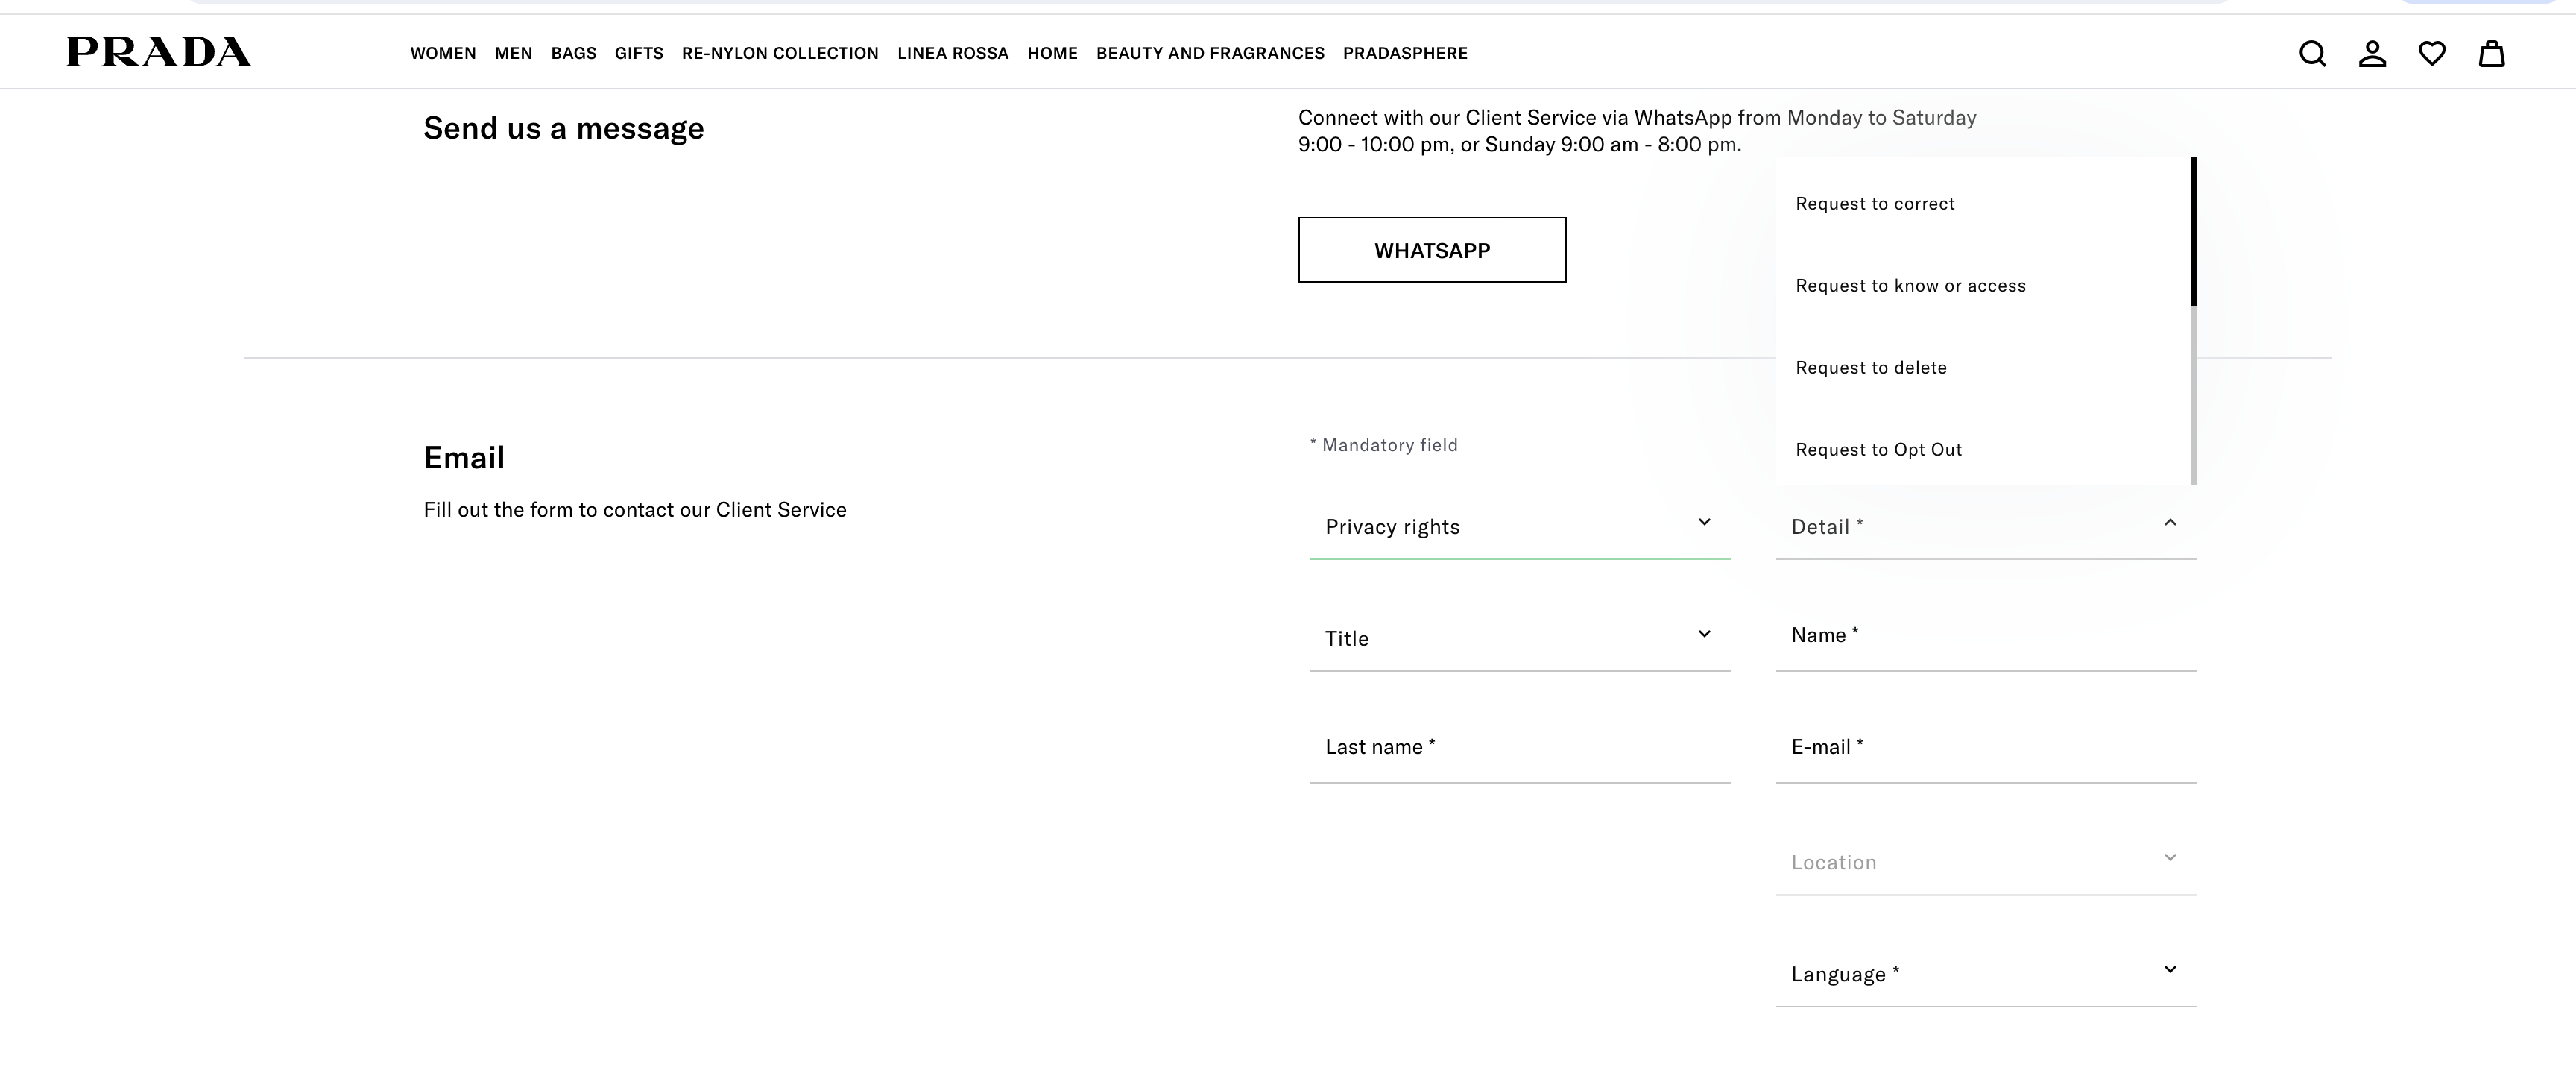 PRADA
WOMEN MEN BAGS GIFTS RE-NYLON COLLECTION LINEA ROSSA HOME BEAUTY AND FRAGRANCES PRADASPHERE
Send us a message
Connect with our Client Service via WhatsApp from Monday to Saturday
9:00 - 10:00 pm, or Sunday 9:00 am - 8:00 pm.
WHATSAPP
Request to correct
Request to know or access
Request to delete
Request to Opt Out
Email
Fill out the form to contact our Client Service
* Mandatory field
Privacy rights
Detail *
Title
Name *
Last name *
E-mail *
Location
Language *